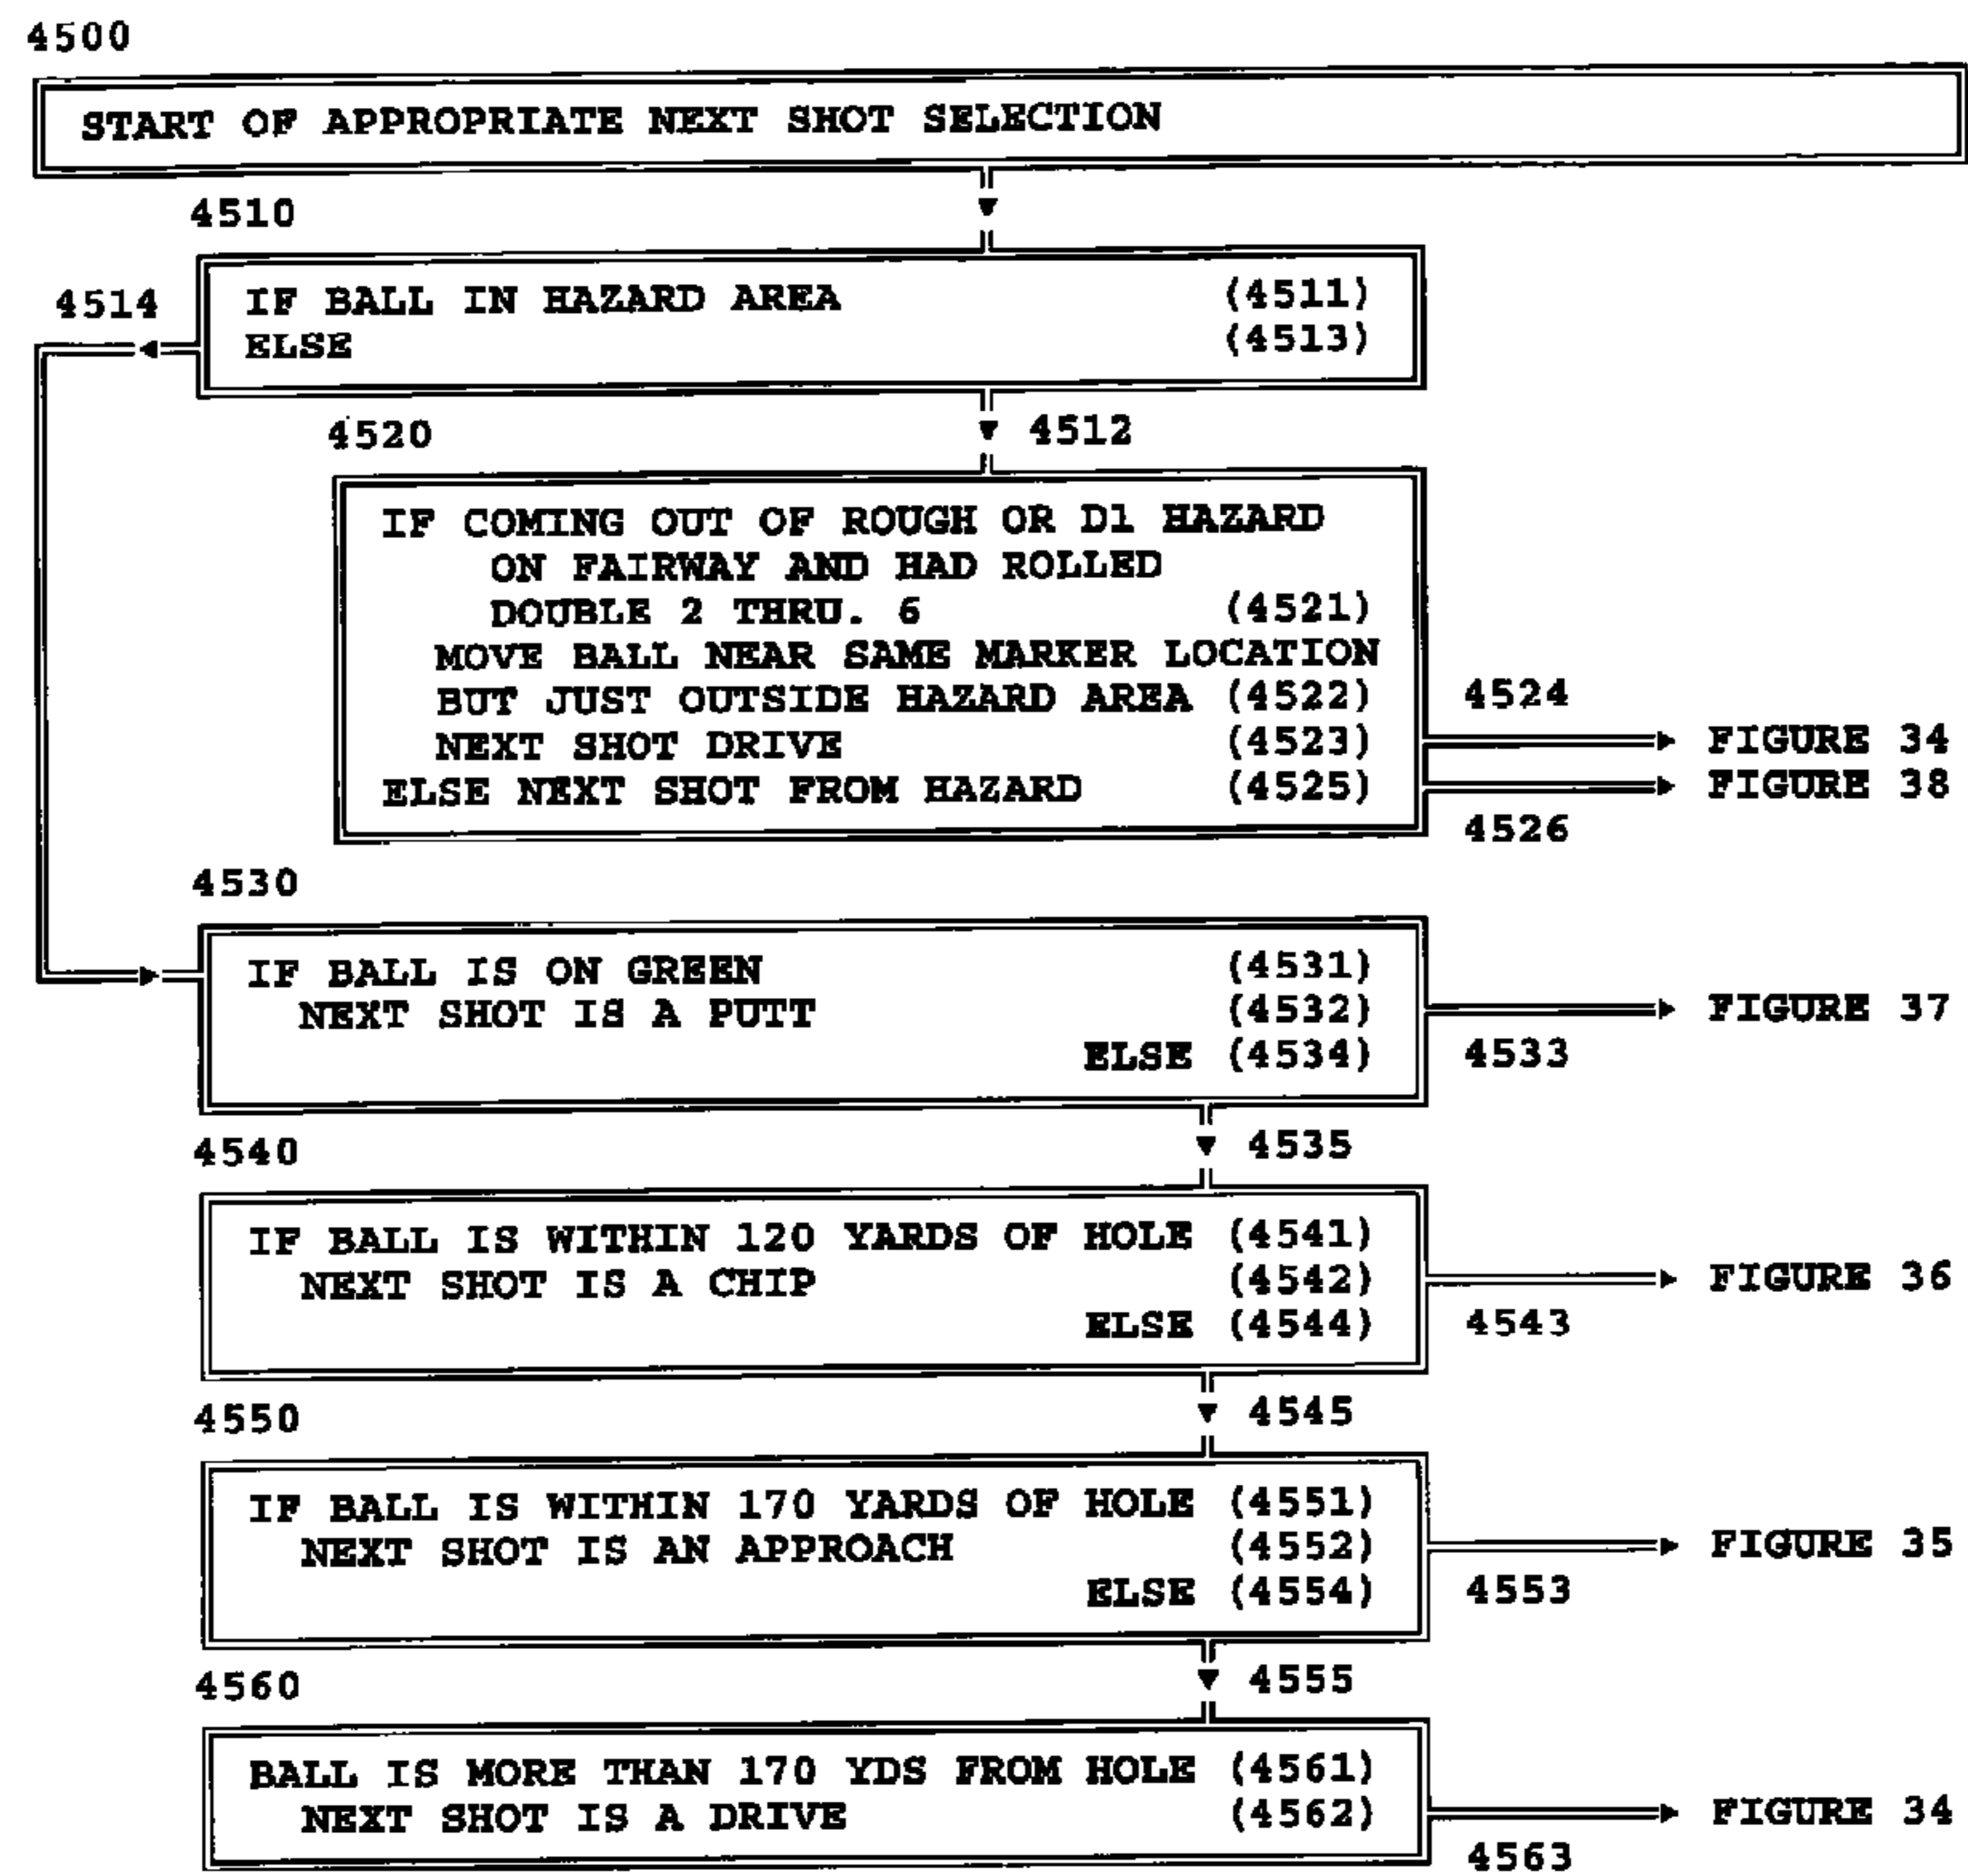 4500
START OF APPROPRIATE NEXT SHOT SELECTION
4510
4514
IF BALL IN HAZARD AREA (4511)
ELSE (4513)
4520
4512
IF COMING OUT OF ROUGH OR D1 HAZARD
ON FAIRWAY AND HAD ROLLED
DOUBLE 2 THRU. 6 (4521)
MOVE BALL NEAR SAME MARKER LOCATION
BUT JUST OUTSIDE HAZARD AREA (4522)
4524
NEXT SHOT DRIVE (4523)
FIGURE 34
ELSE NEXT SHOT FROM HAZARD (4525)
FIGURE 38
4526
4530
IF BALL IS ON GREEN (4531)
NEXT SHOT IS A PUTT (4532)
FIGURE 37
ELSE (4534)
4533
4540
4535
IF BALL IS WITHIN 120 YARDS OF HOLE (4541)
NEXT SHOT IS A CHIP (4542)
FIGURE 36
ELSE (4544)
4543
4550
4545
IF BALL IS WITHIN 170 YARDS OF HOLE (4551)
NEXT SHOT IS AN APPROACH (4552)
FIGURE 35
ELSE (4554)
4553
4560
4555
BALL IS MORE THAN 170 YDS FROM HOLE (4561)
NEXT SHOT IS A DRIVE (4562)
FIGURE 34
4563